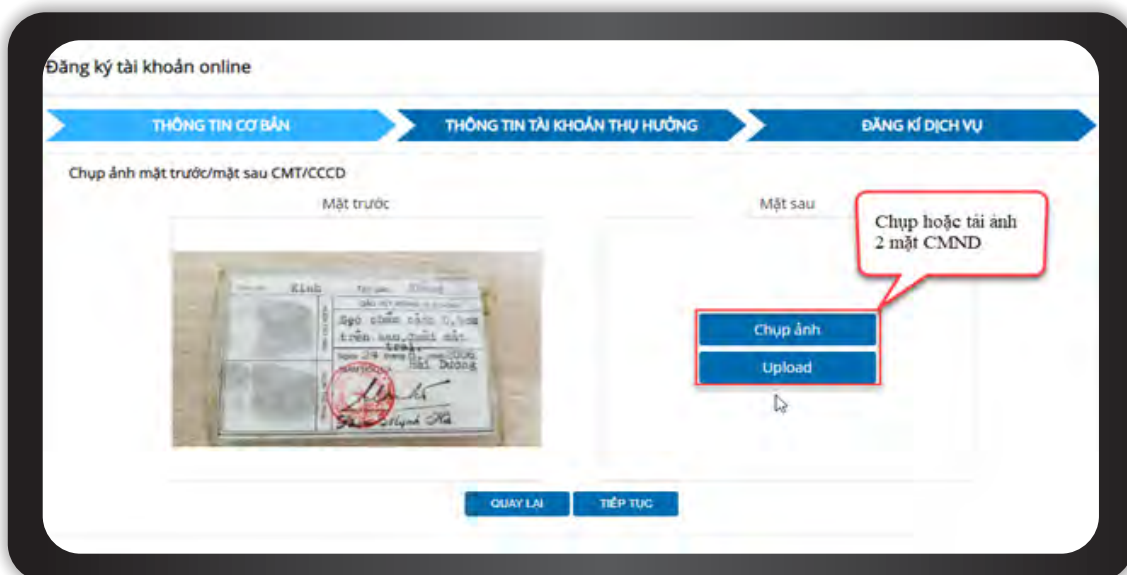 Đăng ký tài khoản online
THÔNG TIN CƠ BẢN
THÔNG TIN TÀI KHOẢN THỤ HƯỞNG
ĐĂNG KÍ DỊCH VỤ
Chụp ảnh mặt trước/mặt sau CMT/CCCD
Mặt trước
Mặt sau
Chụp hoặc tải ảnh
2 mặt CMND
Kinh
trên sau
Hải Dương
Chụp ảnh
Upload
QUAY LẠI
TIẾP TỤC